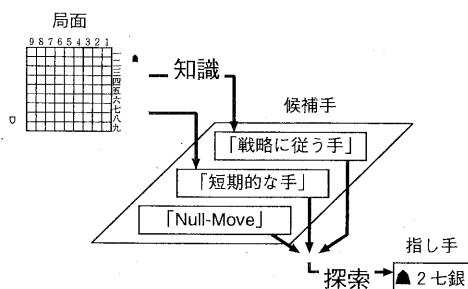 局面
9 8 7 6 5 4 3 2 1
一
二
三
四
五
六
七
八
九
知識
候補手
「戦略に従う手」
「短期的な手」
「Null-Move」
指し手
探索
2七銀